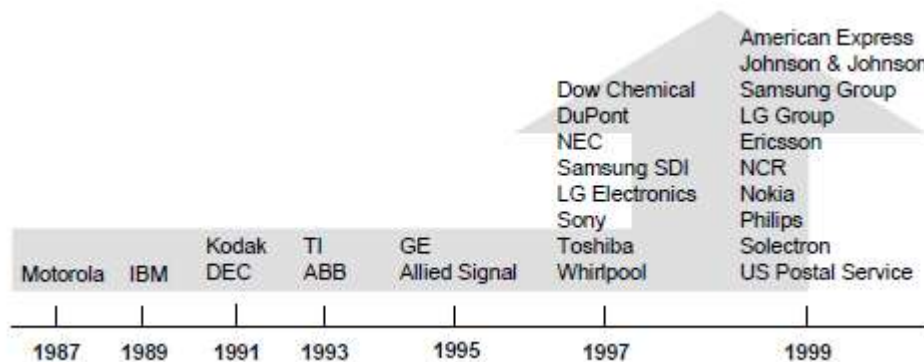 American Express
Johnson & Johnson
Dow Chemical
Samsung Group
DuPont
LG Group
NEC
Ericsson
Samsung SDI
NCR
LG Electronics
Nokia
Sony
Philips
Kodak
TI
GE
Toshiba
Solectron
Motorola
IBM
DEC
ABB
Allied Signal
Whirlpool
US Postal Service
1987
1989
1991
1993
1995
1997
1999